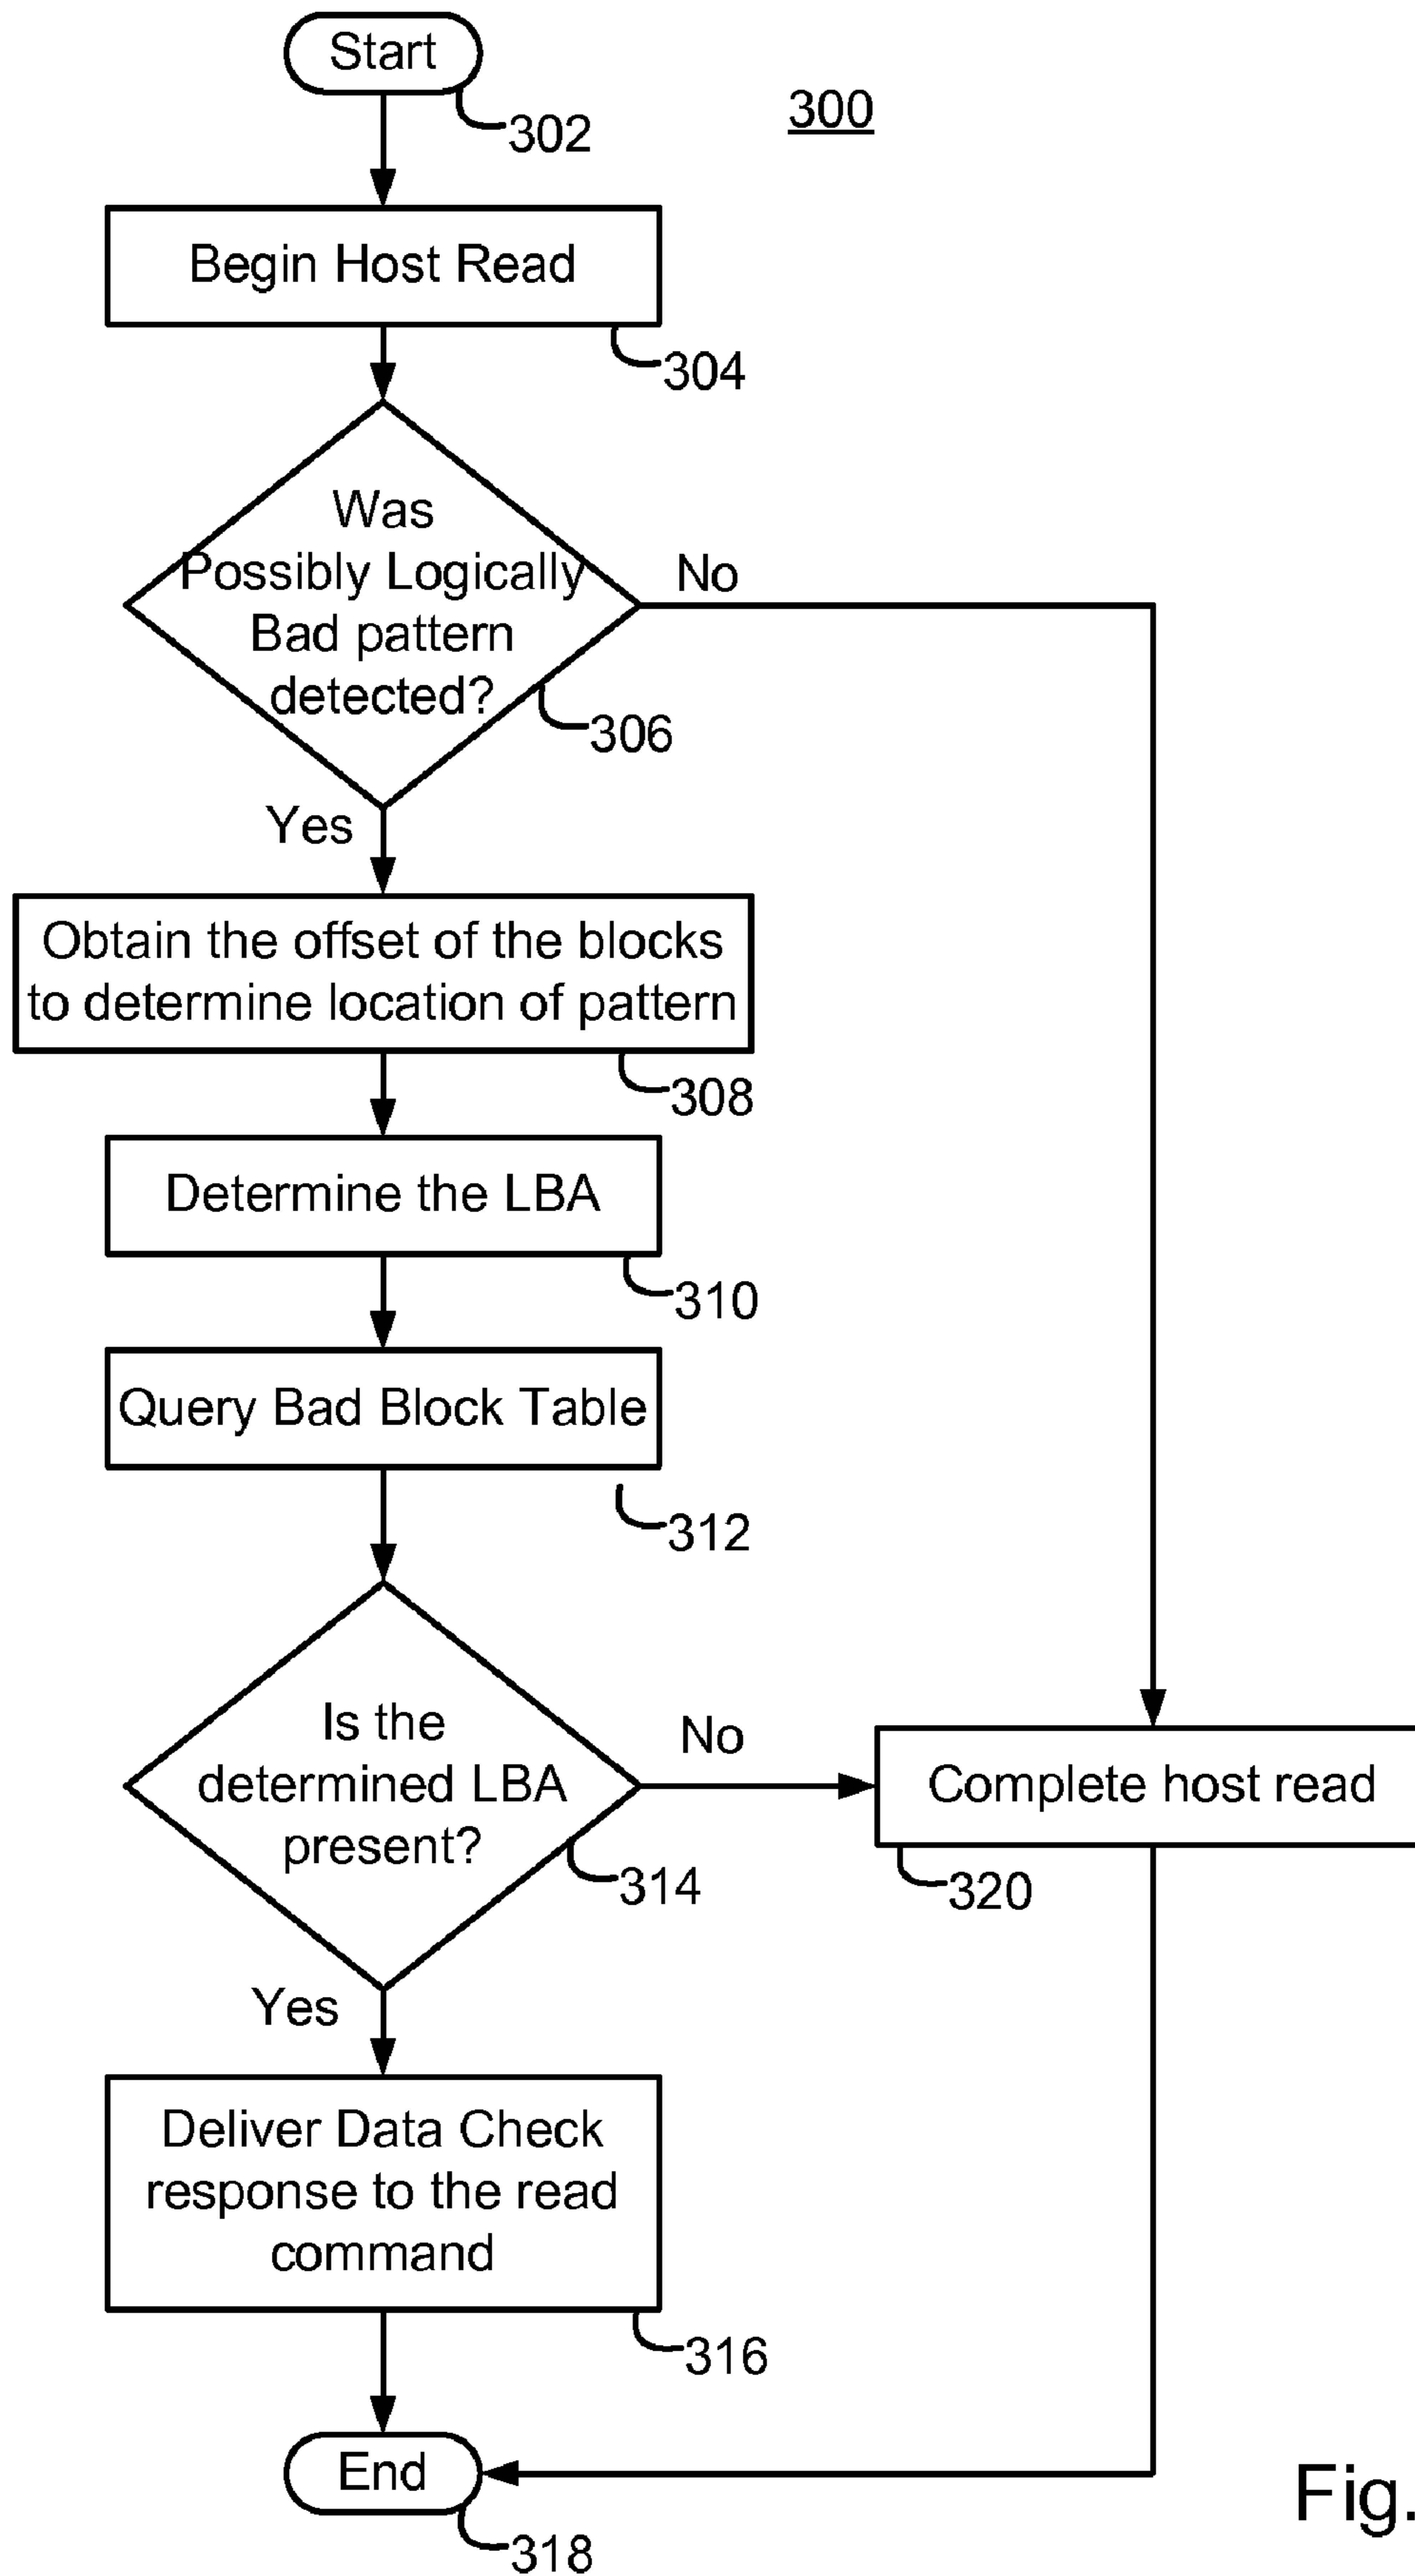 Start
302
300
Begin Host Read
304
Was
Possibly Logically
Bad pattern
detected?
No
306
Yes
Obtain the offset of the blocks
to determine location of pattern
308
Determine the LBA
310
Query Bad Block Table
312
Is the
determined LBA
present?
No
314
Complete host read
320
Yes
Deliver Data Check
response to the read
command
316
End
318
Fig.